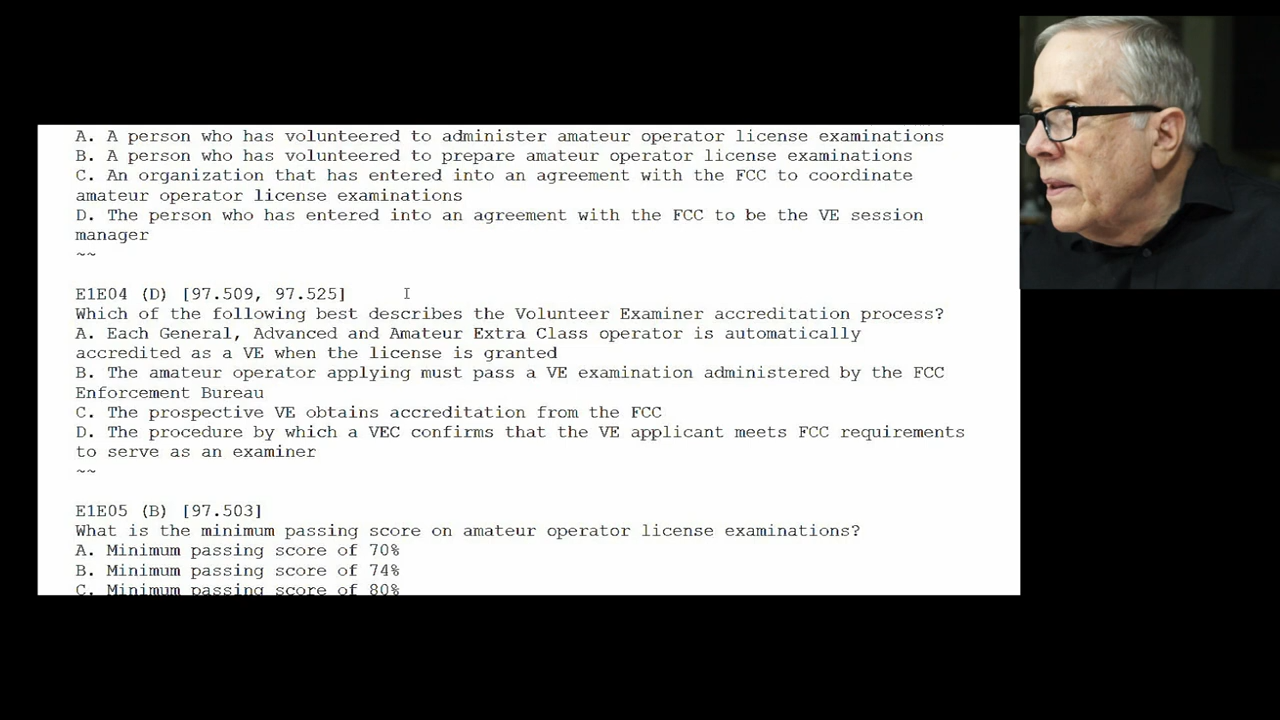 A. A person who has volunteered to administer amateur operator license examinations
B. A person who has volunteered to prepare amateur operator license examinations
C. An organization that has entered into an agreement with the FCC to coordinate
amateur operator license examinations
D. The person who has entered into an agreement with the FCC to be the VE session
manager
~~
E1E04 (D) [97.509, 97.525]
Which of the following best describes the Volunteer Examiner accreditation process?
A. Each General, Advanced and Amateur Extra Class operator is automatically
accredited as a VE when the license is granted
B. The amateur operator applying must pass a VE examination administered by the FCC
Enforcement Bureau
C. The prospective VE obtains accreditation from the FCC
D. The procedure by which a VEC confirms that the VE applicant meets FCC requirements
to serve as an examiner
~~
E1E05 (B) [97.503]
What is the minimum passing score on amateur operator license examinations?
A. Minimum passing score of 70%
B. Minimum passing score of 74%
C. Minimum passing score of 80%